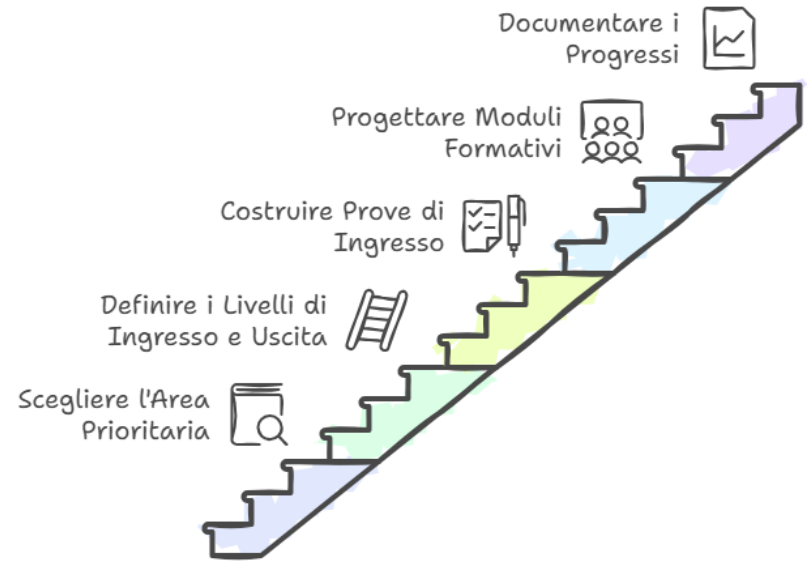 Documentare i
Progressi
Progettare Moduli
Formativi
Costruire Prove di
Ingresso
Definire i Livelli di
Ingresso e Uscita
Scegliere l'Area
Prioritaria